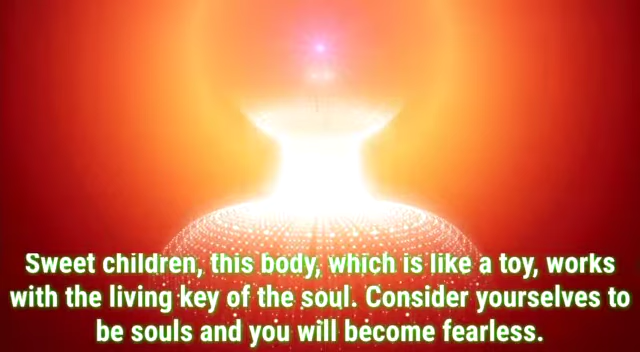 Sweet children, this body, which is like a toy, works
with the living key of the soul. Consider yourselves to
be souls and you will become fearless.